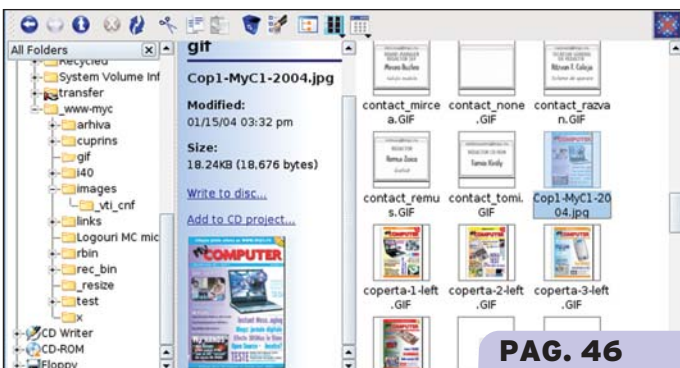 All Folders
Recycled
System Volume Inf
transfer
_www-myc
arhiva
cuprins
gif
i40
images
_vti_cnf
links
Logouri MC mic
rbin
rec_bin
_resize
test
x
CD Writer
CD-ROM
Floppy
gif
Cop1-MyC1-2004.jpg
Modified:
01/15/04 03:32 pm
Size:
18.24KB (18,676 bytes)
Write to disc...
Add to CD project...
My COMPUTER
TESTE
contact_mirce
a.GIF
contact_none
.GIF
contact_razva
n.GIF
contact_remu
s.GIF
contact_tomi.
GIF
Cop1-MyC1-20
04.jpg
coperta-1-left
.GIF
coperta-2-left
.GIF
coperta-3-left
.GIF
PAG. 46